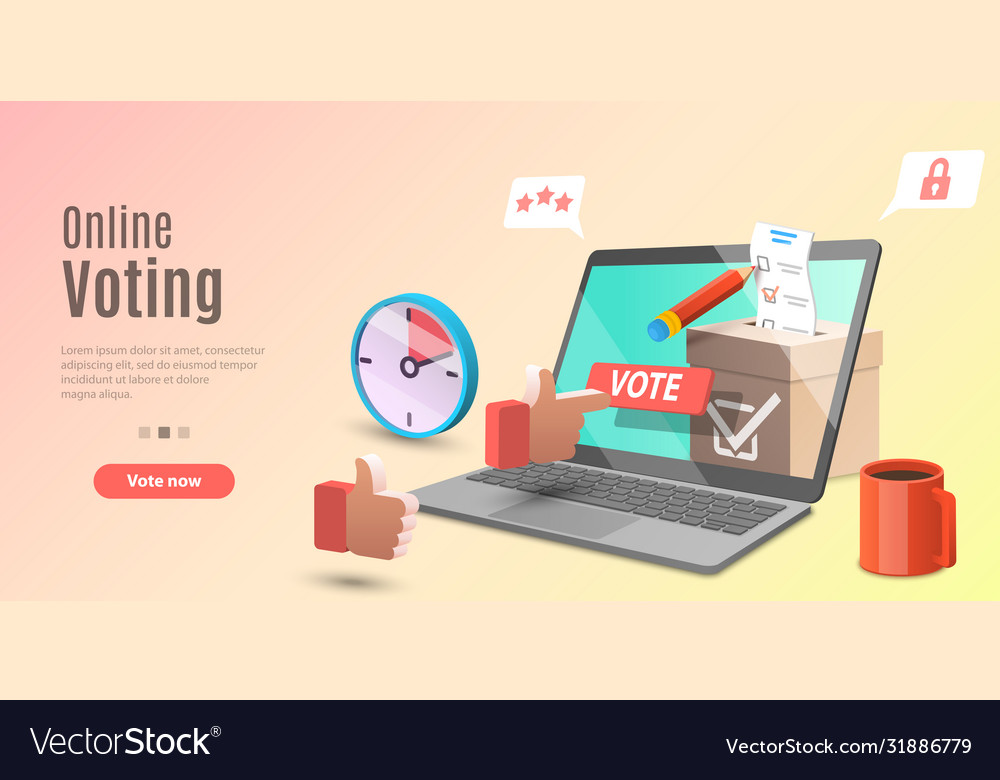 Online
Voting
Lorem ipsum dolor sit amet, consectetur
adipiscing elit, sed do eiusmod tempor
incididunt ut labore et dolore
magna aliqua.
Vote now
VOTE
VectorStock®
VectorStock.com/31886779